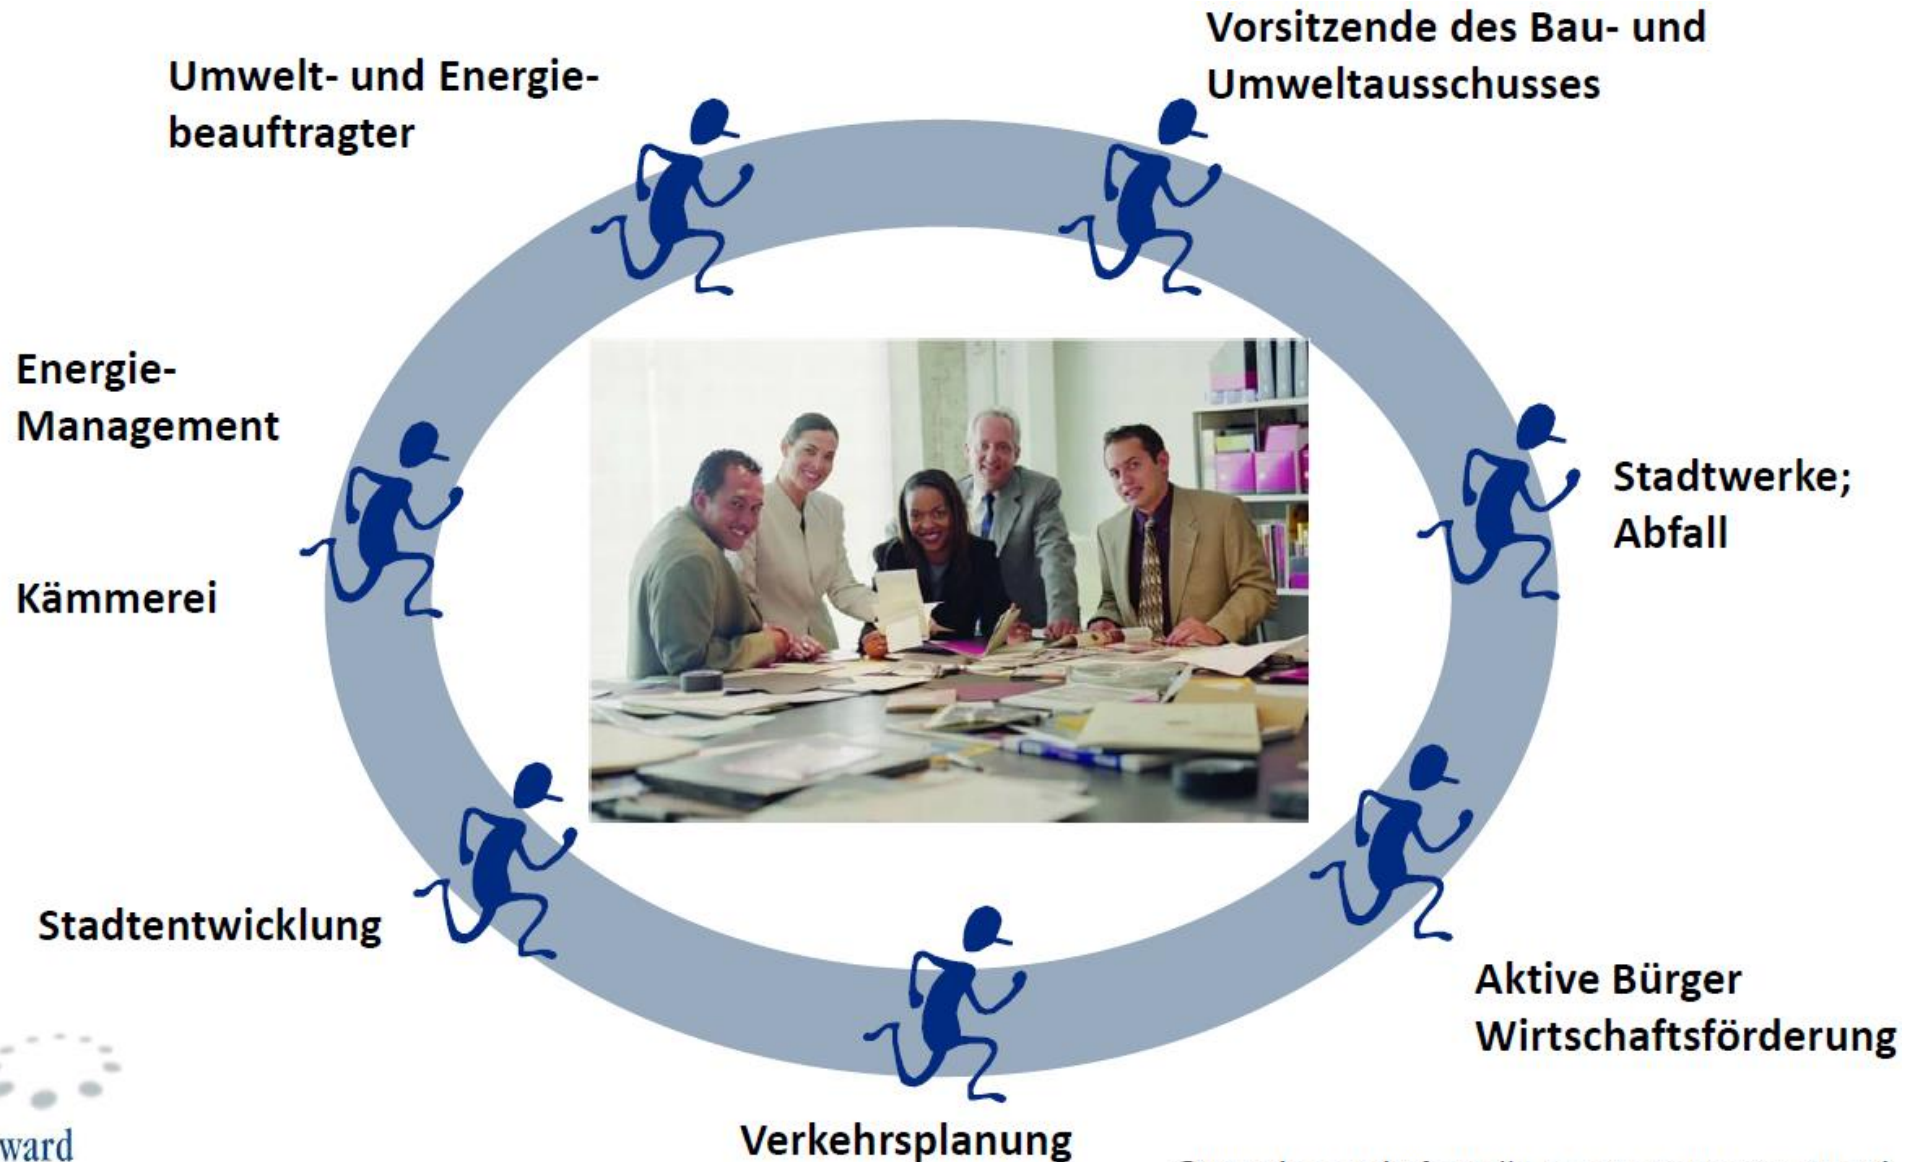 Vorsitzende des Bau- und
Umweltausschusses
Umwelt- und Energie-
beauftragter
Energie-
Management
Stadtwerke;
Abfall
Kämmerei
Stadtentwicklung
Aktive Bürger
Wirtschaftsförderung
Verkehrsplanung
ward